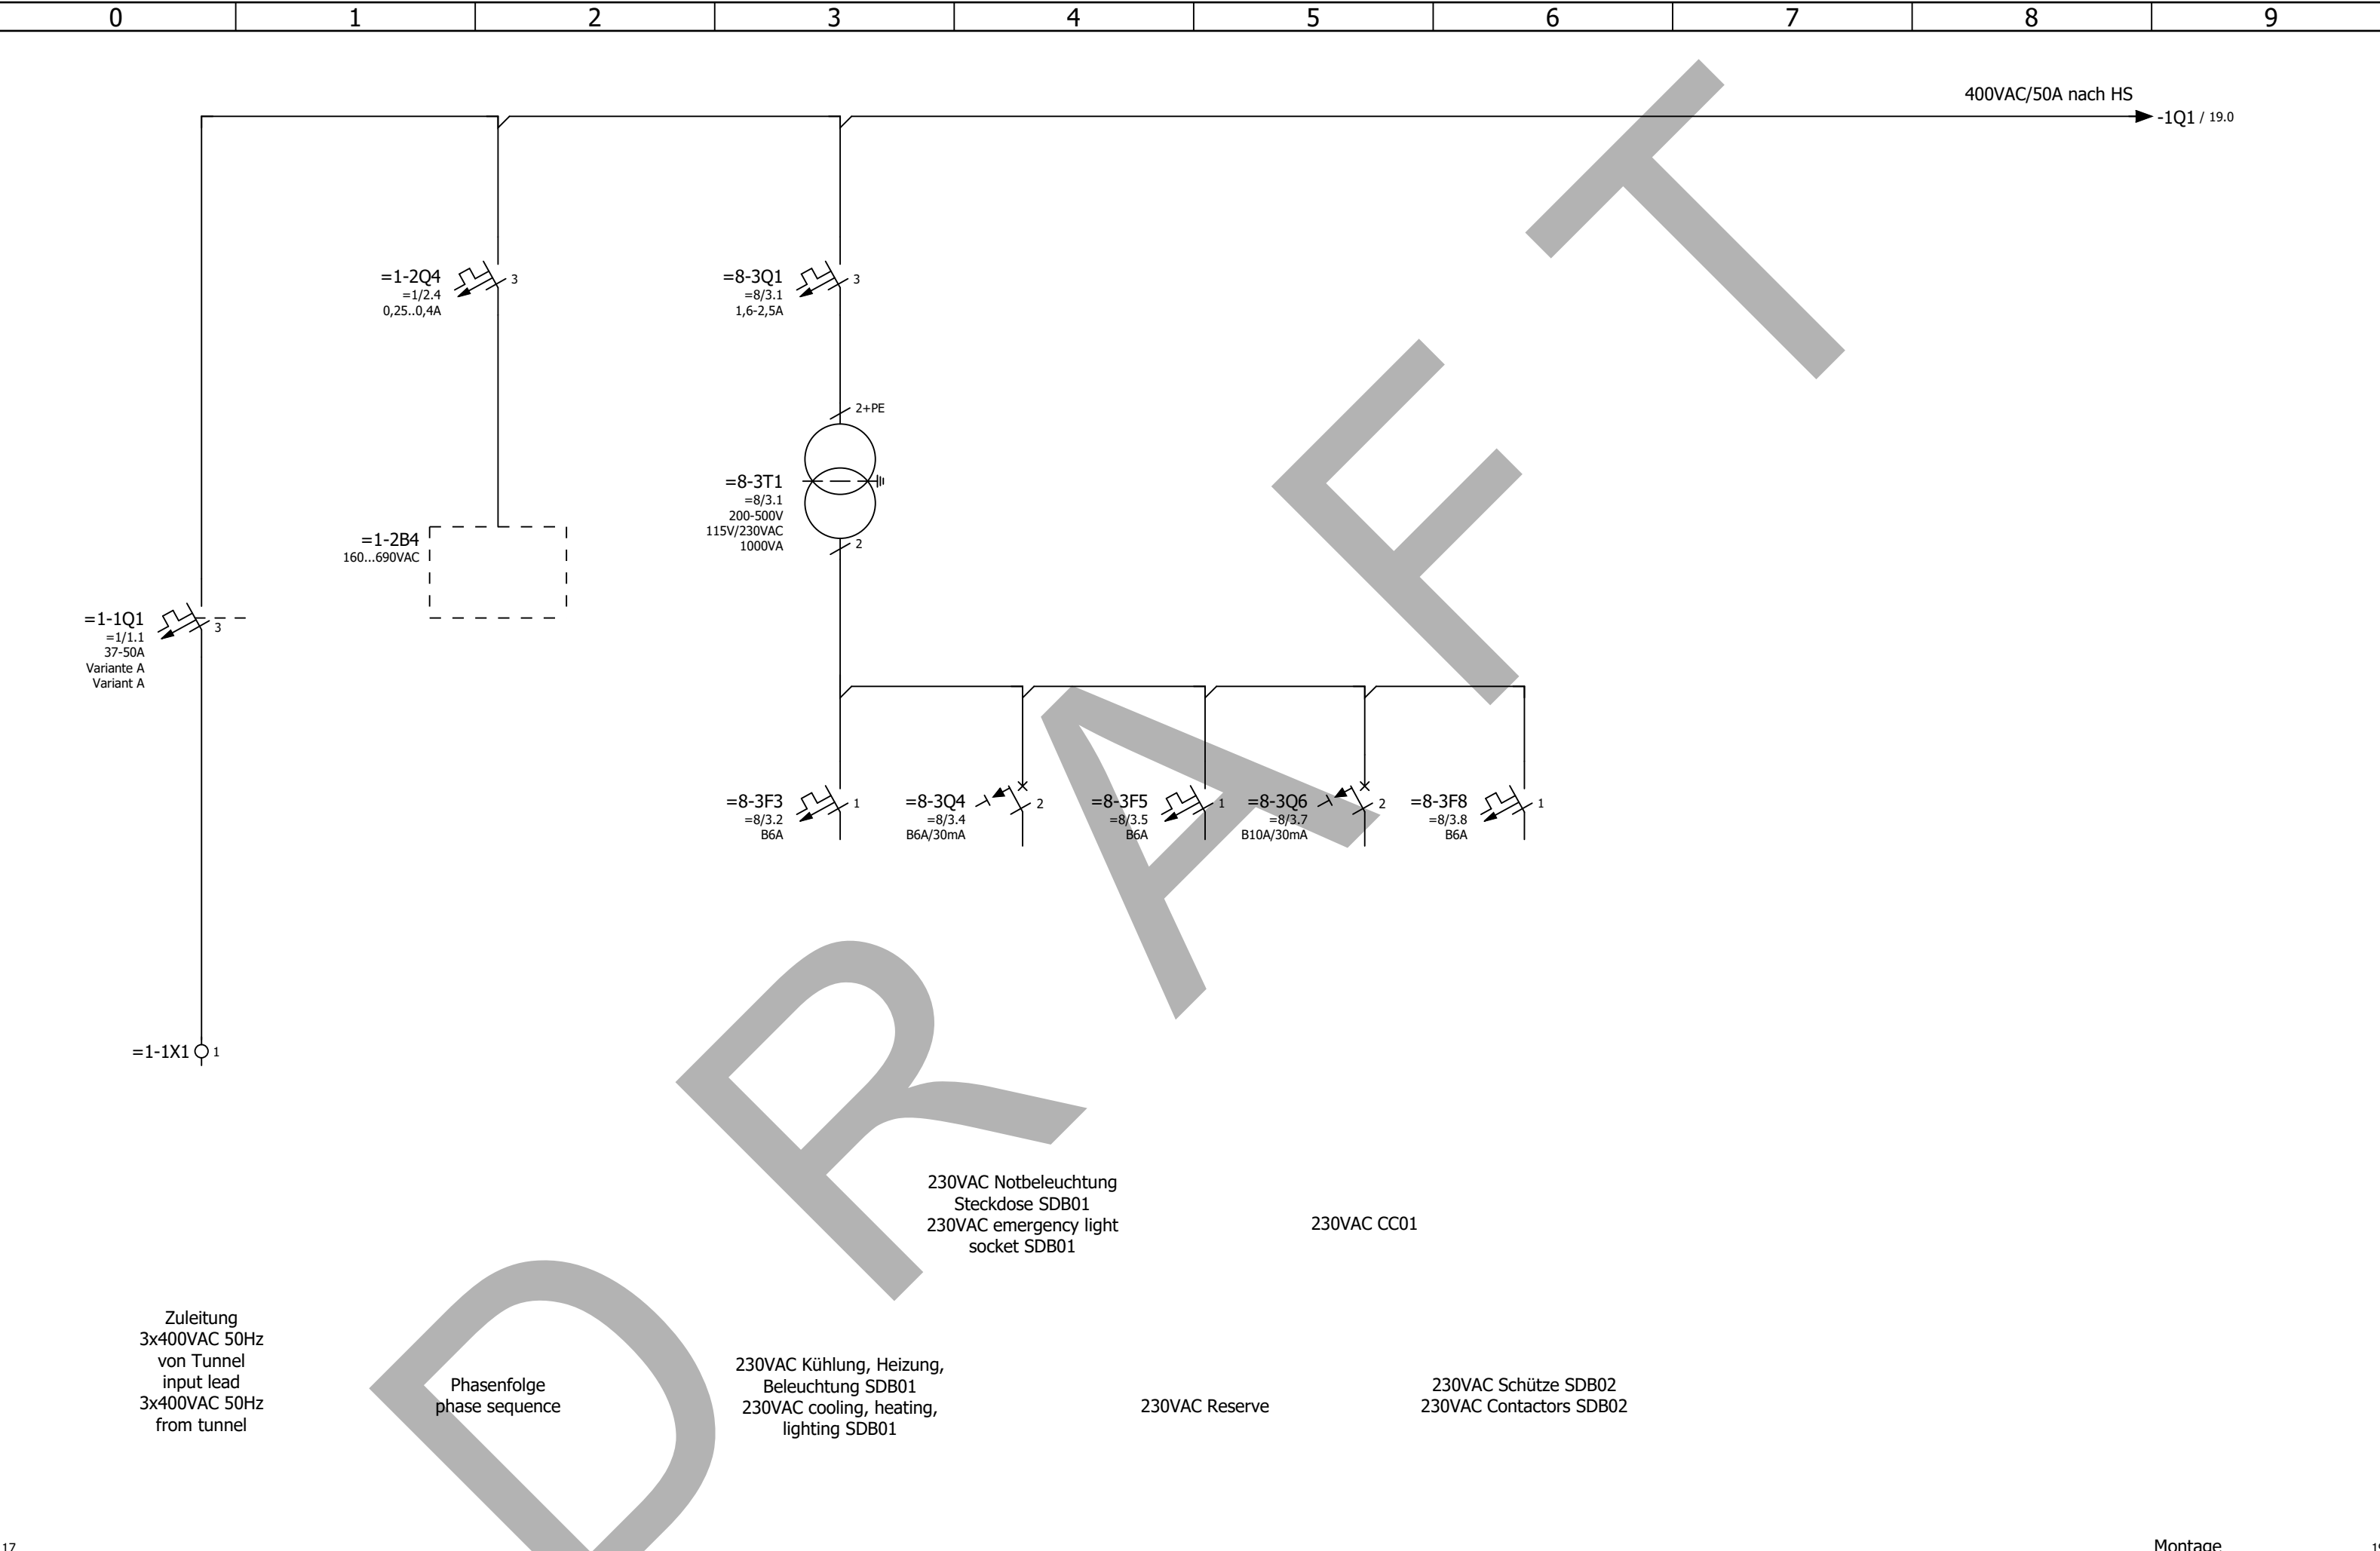 0 1 2 3 4 5 6 7 8 9
400VAC/50A nach HS
-1Q1 / 19.0
=1-2Q4
=1/2.4
0,25..0,4A
3
=8-3Q1
=8/3.1
1,6-2,5A
3
2+PE
=8-3T1
=8/3.1
200-500V
115V/230VAC
1000VA
2
=1-2B4
160...690VAC
=1-1Q1
=1/1.1
37-50A
Variante A
Variant A
3
=8-3F3
=8/3.2
B6A
1
=8-3Q4
=8/3.4
B6A/30mA
2
=8-3F5
=8/3.5
B6A
1
=8-3Q6
=8/3.7
B10A/30mA
2
=8-3F8
=8/3.8
B6A
1
=1-1X1
1
230VAC Notbeleuchtung
Steckdose SDB01
230VAC emergency light
socket SDB01
230VAC CC01
Zuleitung
3x400VAC 50Hz
von Tunnel
input lead
3x400VAC 50Hz
from tunnel
Phasenfolge
phase sequence
230VAC Kühlung, Heizung,
Beleuchtung SDB01
230VAC cooling, heating,
lighting SDB01
230VAC Reserve
230VAC Schütze SDB02
230VAC Contactors SDB02
DRAFT
17
Montage